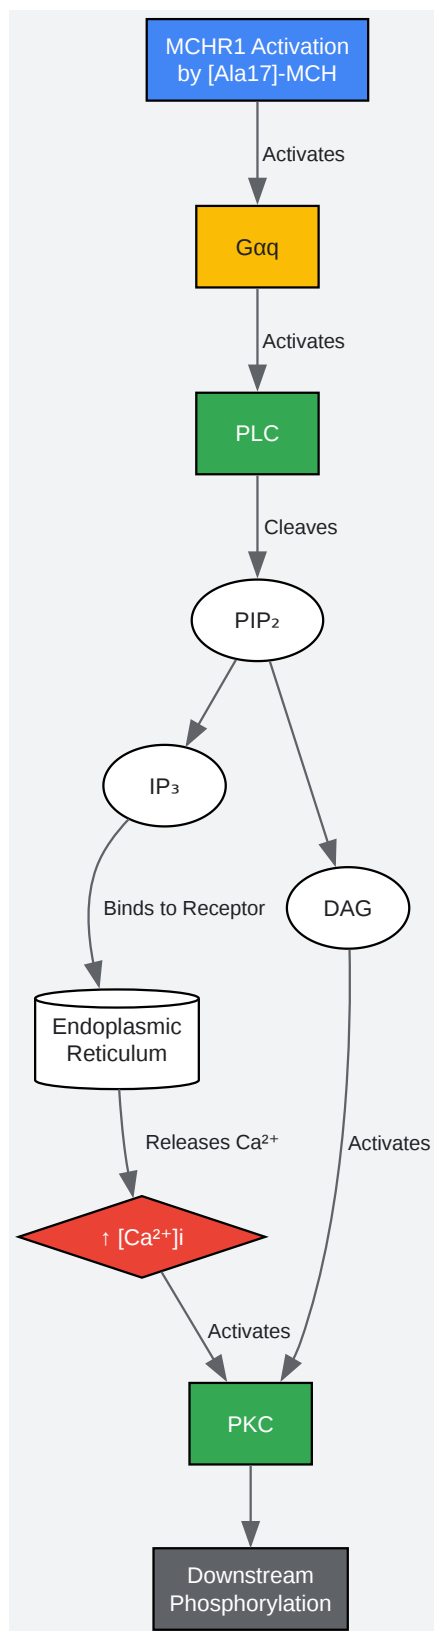 MCHR1 Activation
by [Ala17]-MCH
Activates
Gαq
Activates
PLC
Cleaves
PIP₂
IP₃
DAG
Binds to Receptor
Endoplasmic
Reticulum
Releases Ca²⁺
Activates
↑ [Ca²⁺]i
Activates
PKC
Downstream
Phosphorylation